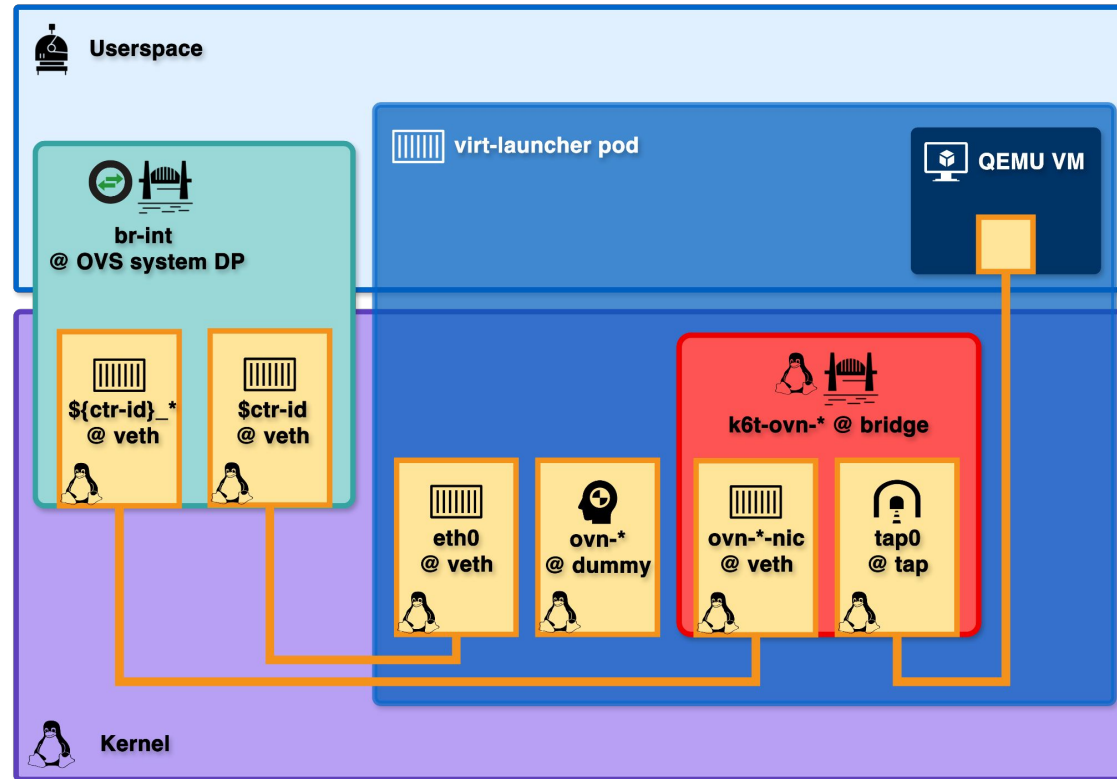 Userspace
virt-launcher pod
QEMU VM
br-int
@ OVS system DP
${ctr-id}_*
@ veth
$ctr-id
@ veth
k6t-ovn-* @ bridge
eth0
@ veth
ovn-*
@ dummy
ovn-*-nic
@ veth
tap0
@ tap
Kernel